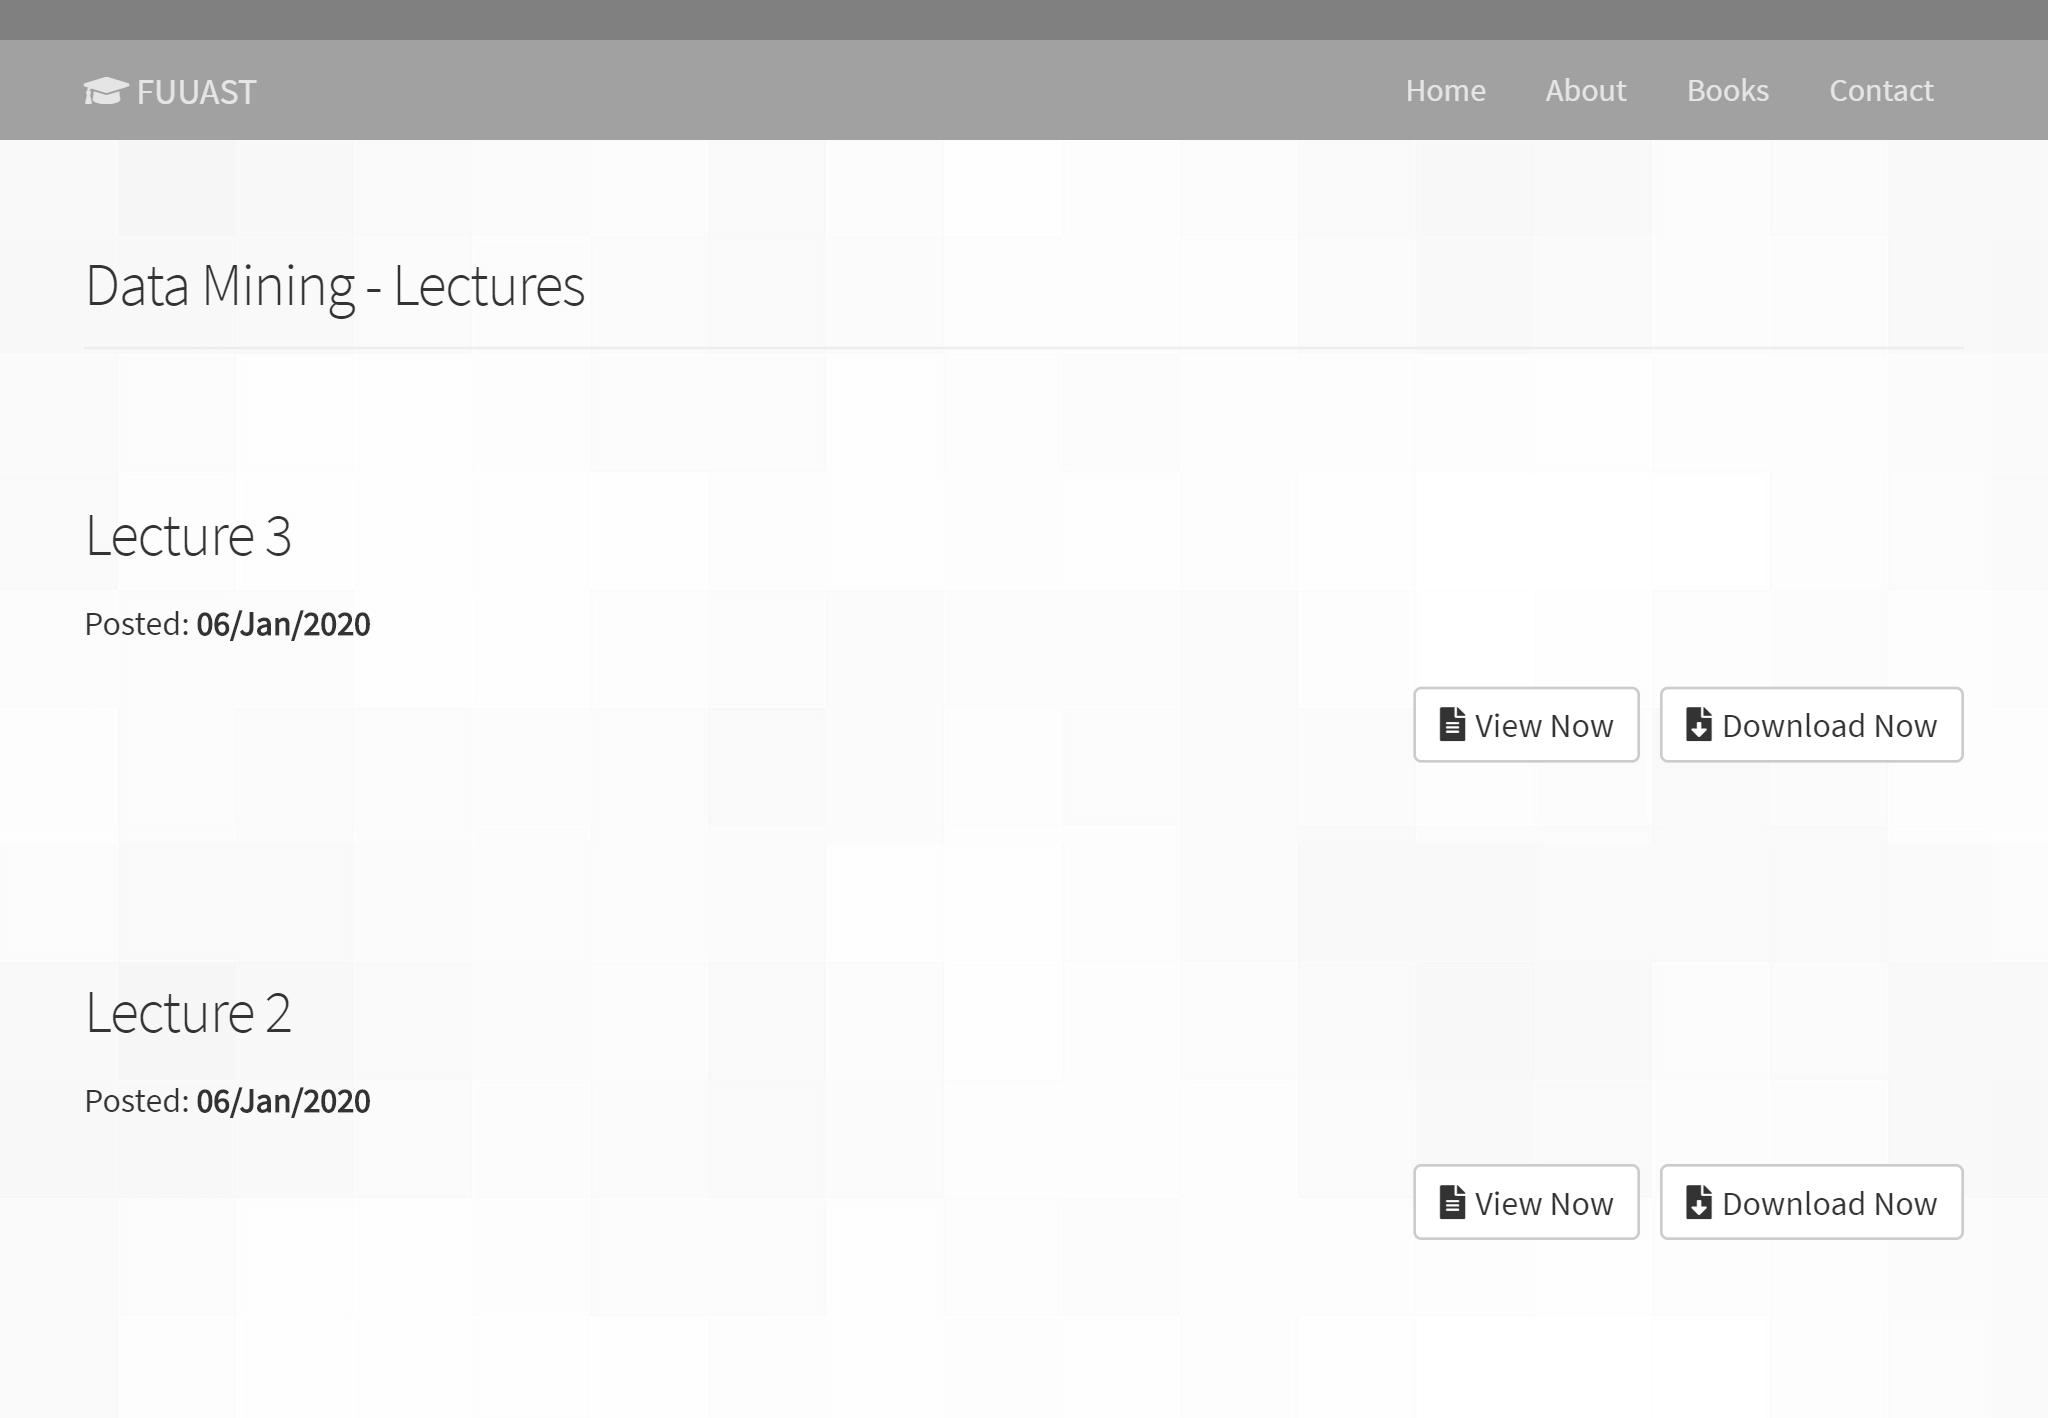 FUUAST
Home About Books Contact
Data Mining - Lectures
Lecture 3
Posted: 06/Jan/2020
View Now Download Now
Lecture 2
Posted: 06/Jan/2020
View Now Download Now